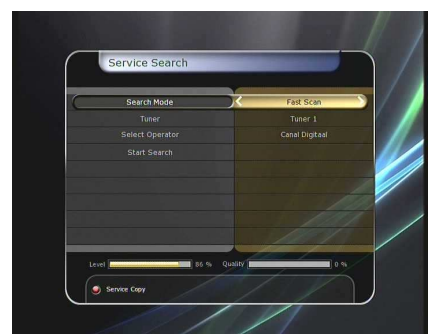 Service Search
Search Mode Fast Scan
Tuner Tuner 1
Select Operator Canal Digitaal
Start Search
Level 86 % Quality 0 %
Service Copy